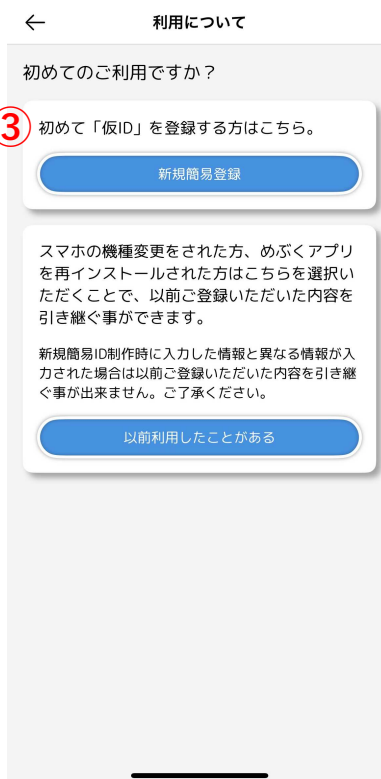 利用について
初めてのご利用ですか？
③
初めて「仮ID」を登録する方はこちら。
新規簡易登録
スマホの機種変更をされた方、めぶくアプリ
を再インストールされた方はこちらを選択い
ただくことで、以前ご登録いただいた内容を
引き継ぐ事ができます。
新規簡易ID制作時に入力した情報と異なる情報が入
力された場合は以前ご登録いただいた内容を引き継
ぐ事が出来ません。ご了承ください。
以前利用したことがある